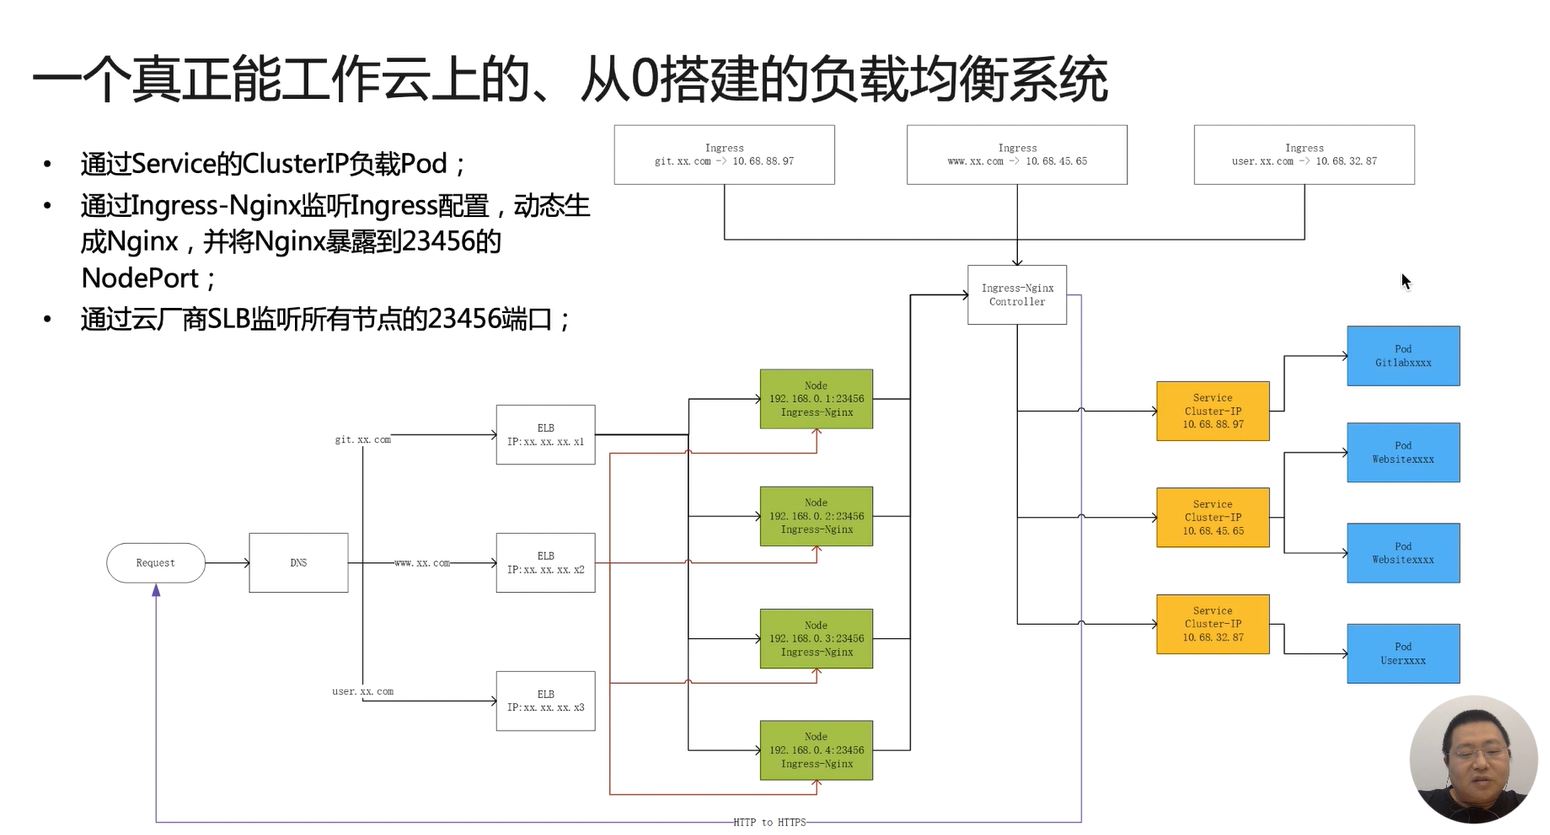 一个真正能工作云上的、从0搭建的负载均衡系统
• 通过Service的ClusterIP负载Pod；
• 通过Ingress-Nginx监听Ingress配置，动态生
成Nginx，并将Nginx暴露到23456的
NodePort；
• 通过云厂商SLB监听所有节点的23456端口；
Ingress
git.xx.com -> 10.68.88.97
Ingress
www.xx.com -> 10.68.45.65
Ingress
user.xx.com -> 10.68.32.87
Ingress-Nginx
Controller
Request
DNS
git.xx.com
www.xx.com
user.xx.com
ELB
IP:xx.xx.xx.x1
ELB
IP:xx.xx.xx.x2
ELB
IP:xx.xx.xx.x3
Node
192.168.0.1:23456
Ingress-Nginx
Node
192.168.0.2:23456
Ingress-Nginx
Node
192.168.0.3:23456
Ingress-Nginx
Node
192.168.0.4:23456
Ingress-Nginx
Service
Cluster-IP
10.68.88.97
Service
Cluster-IP
10.68.45.65
Service
Cluster-IP
10.68.32.87
Pod
Gitlabxxxx
Pod
Websitexxxx
Pod
Websitexxxx
Pod
Userxxxx
HTTP to HTTPS